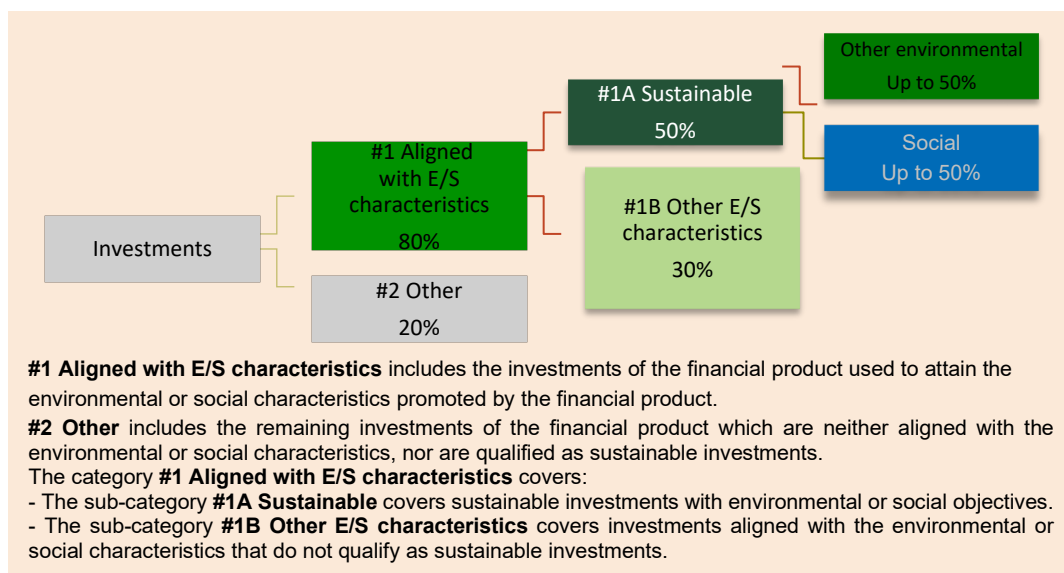 Other environmental
Up to 50%
#1A Sustainable
50%
Social
Up to 50%
#1 Aligned
with E/S
characteristics
80%
#1B Other E/S
characteristics
30%
Investments
#2 Other
20%
#1 Aligned with E/S characteristics includes the investments of the financial product used to attain the
environmental or social characteristics promoted by the financial product.
#2 Other includes the remaining investments of the financial product which are neither aligned with the
environmental or social characteristics, nor are qualified as sustainable investments.
The category #1 Aligned with E/S characteristics covers:
- The sub-category #1A Sustainable covers sustainable investments with environmental or social objectives.
- The sub-category #1B Other E/S characteristics covers investments aligned with the environmental or
social characteristics that do not qualify as sustainable investments.